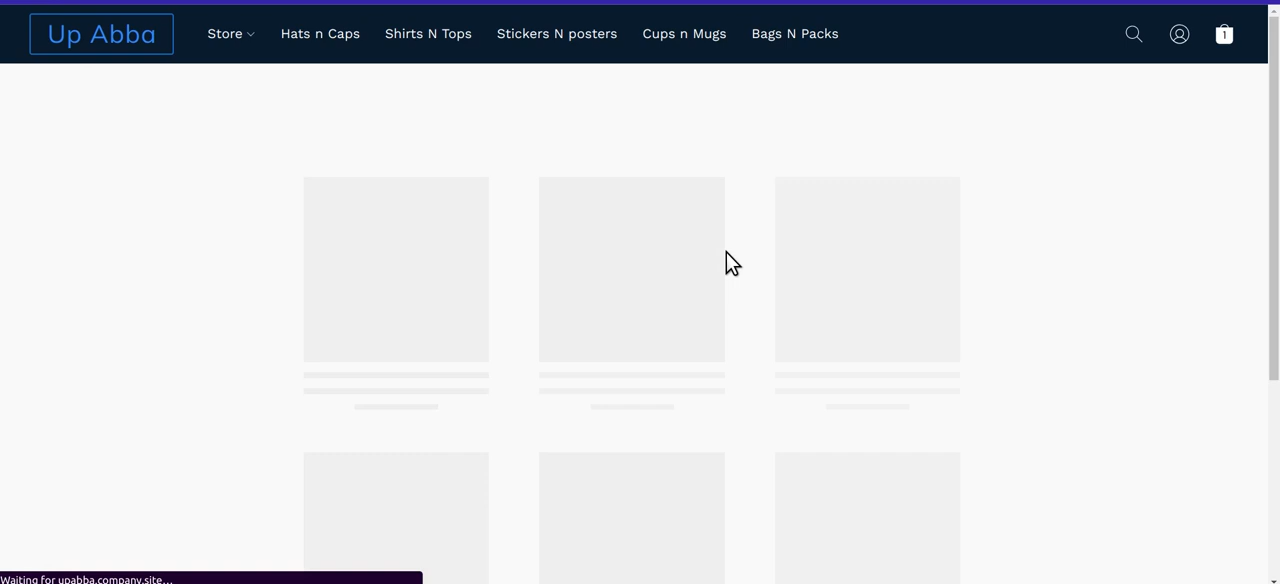 Up Abba
Store Hats n Caps Shirts N Tops Stickers N posters Cups n Mugs Bags N Packs 1
Waiting for upabba.company.site…